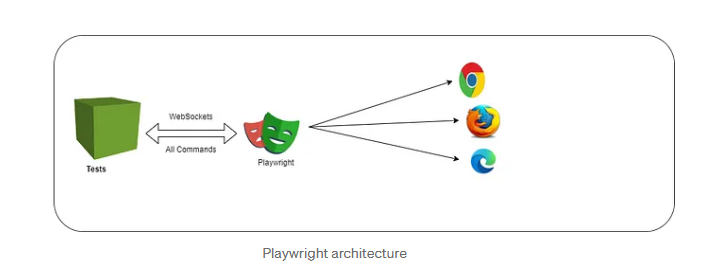 WebSockets
All Commands
Tests
Playwright
Playwright architecture